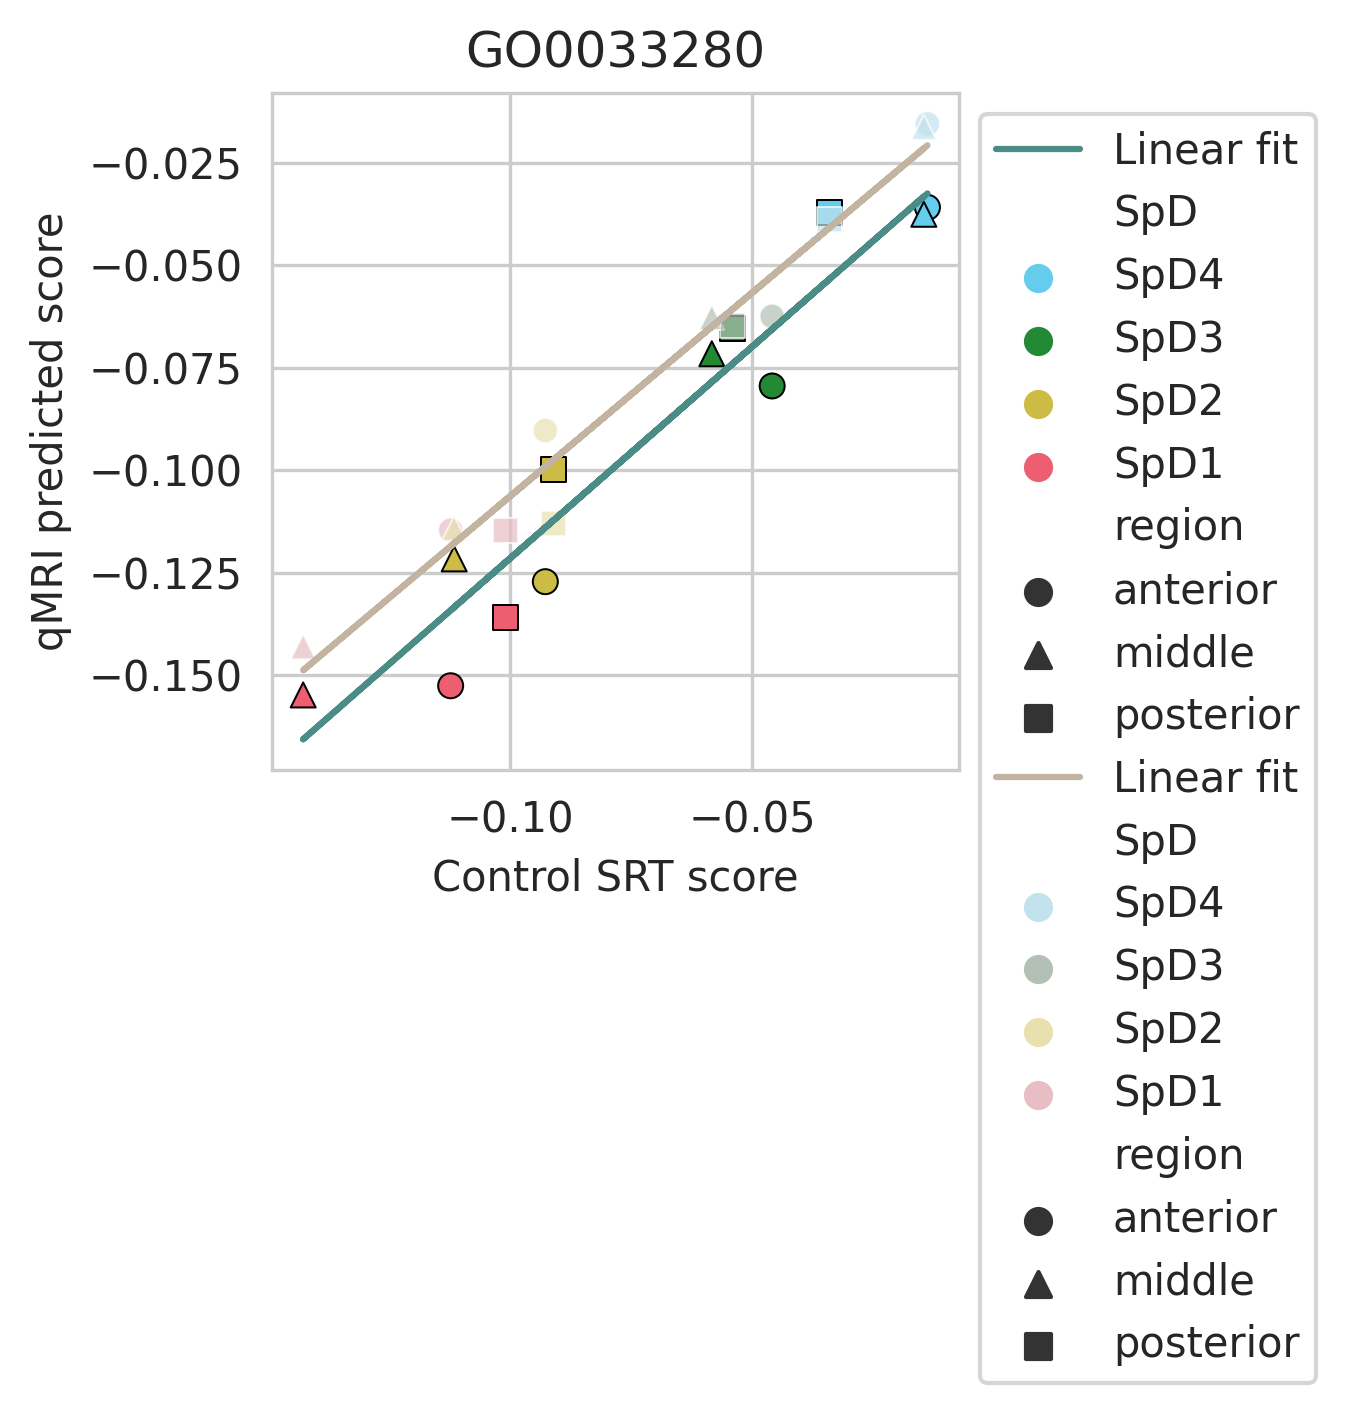 GO0033280
−0.025
−0.050
−0.075
−0.100
−0.125
−0.150
qMRI predicted score
−0.10
−0.05
Control SRT score
Linear fit
SpD
SpD4
SpD3
SpD2
SpD1
region
anterior
middle
posterior
Linear fit
SpD
SpD4
SpD3
SpD2
SpD1
region
anterior
middle
posterior